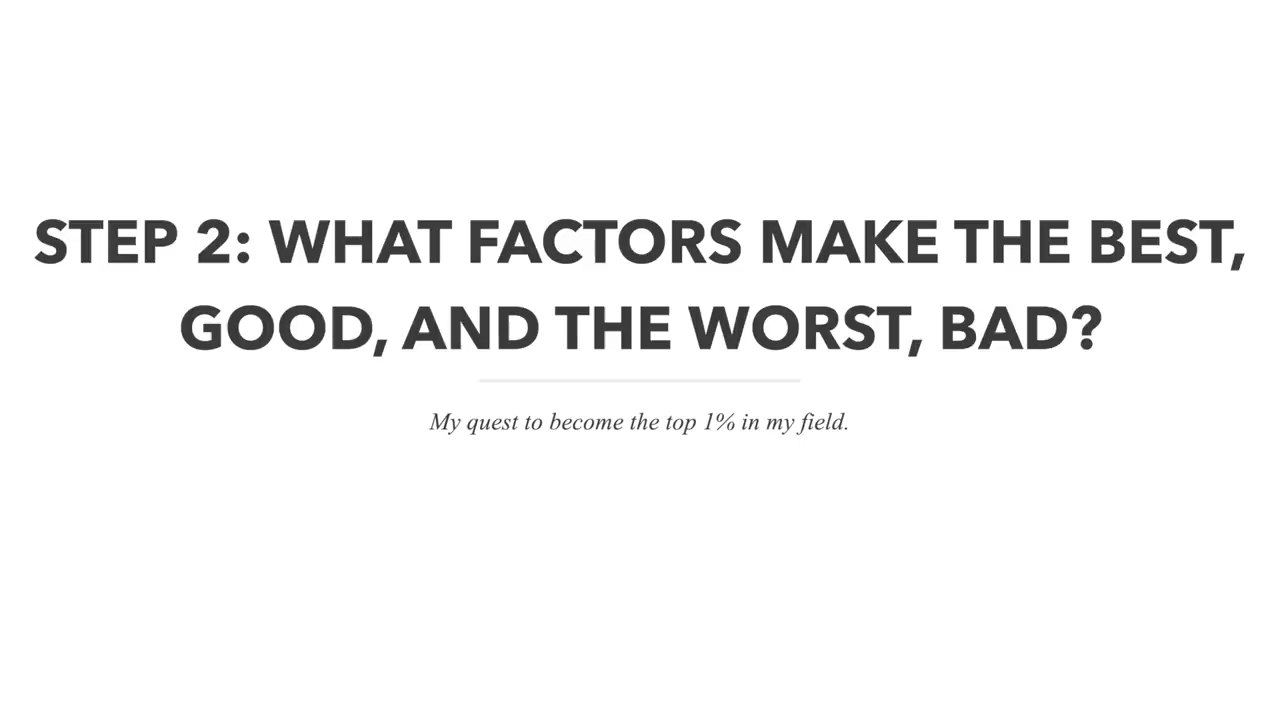 STEP 2: WHAT FACTORS MAKE THE BEST,
GOOD, AND THE WORST, BAD?
My quest to become the top 1% in my field.